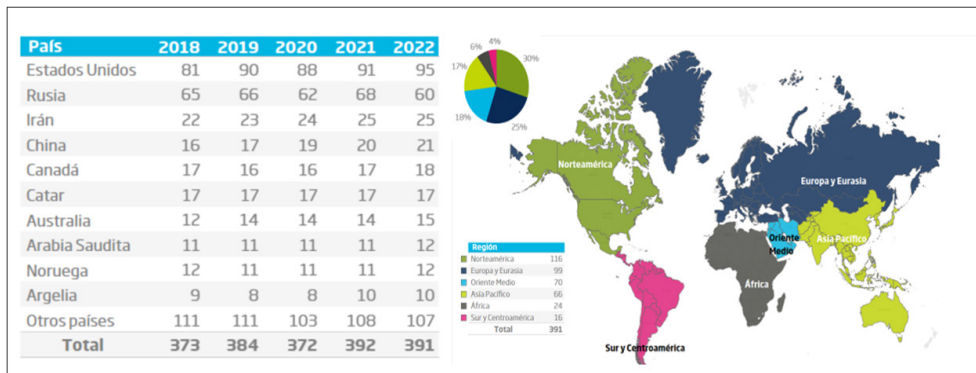 País 2018 2019 2020 2021 2022
Estados Unidos 81 90 88 91 95
Rusia 65 66 62 68 60
Irán 22 23 24 25 25
China 16 17 19 20 21
Canadá 17 16 16 17 18
Catar 17 17 17 17 17
Australia 12 14 14 14 15
Arabia Saudita 11 11 11 11 12
Noruega 12 11 11 11 12
Argelia 9 8 8 10 10
Otros países 111 111 103 108 107
Total 373 384 372 392 391
6% 4%
17% 30%
18%
25%
Norteamérica
Europa y Eurasia
Oriente
Medio
Asia Pacífico
África
Sur y Centroamérica
Región
Norteamérica 116
Europa y Eurasia 99
Oriente Medio 70
Asia Pacífico 66
África 24
Sur y Centroamérica 16
Total 391